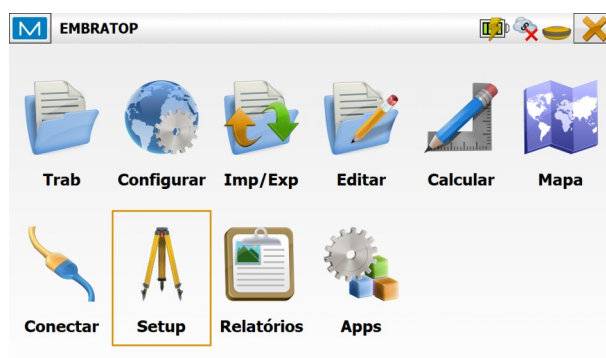 M EMBRATOP
Trab Configurar Imp/Exp Editar Calcular Mapa
Conectar Setup Relatórios Apps